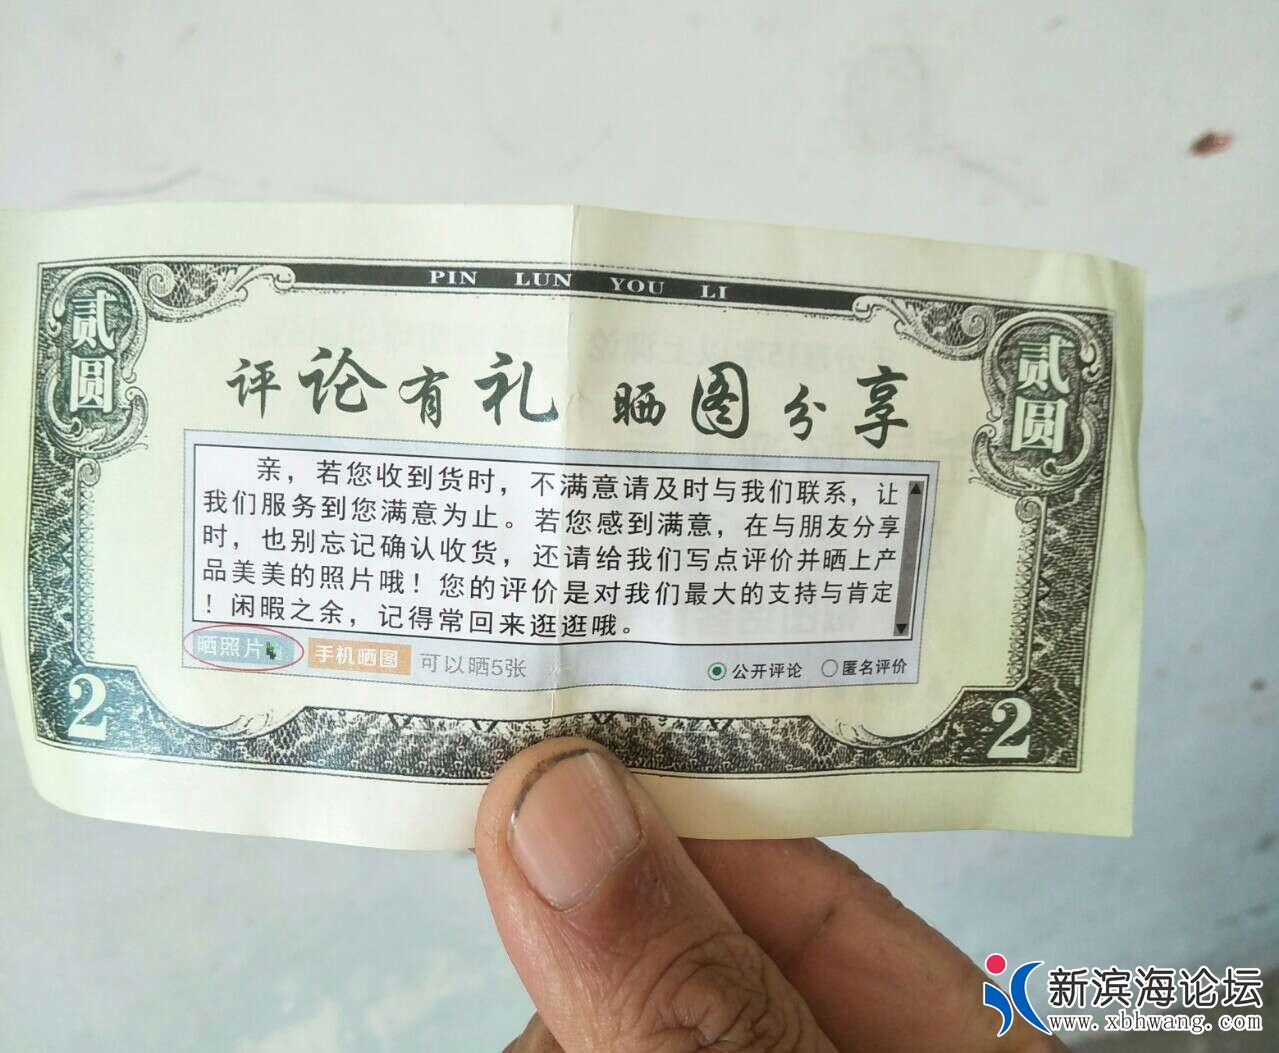 PIN LUN YOU LI
贰圆
贰圆
评论有礼 晒图分享
亲，若您收到货时，不满意请及时与我们联系，让
我们服务到您满意为止。若您感到满意，在与朋友分享
时，也别忘记确认收货，还请给我们写点评价并晒上产
品美美的照片哦！您的评价是对我们最大的支持与肯定
！闲暇之余，记得常回来逛逛哦。
晒照片 手机晒图 可以晒5张 公开评论 匿名评价
2 2
新滨海论坛
www.xbhwang.com